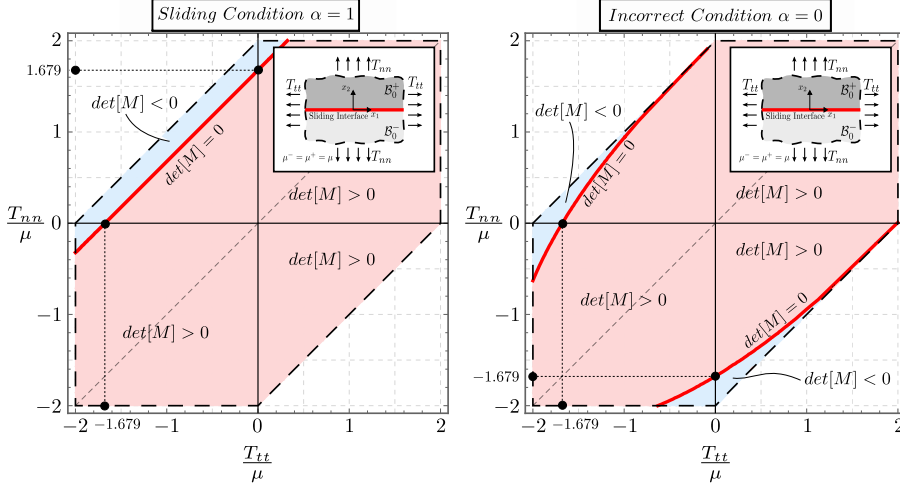 Sliding Condition α = 1
2
1.679
1
0
−1
−2
T_nn
μ
det[M] < 0
det[M] = 0
det[M] > 0
det[M] > 0
det[M] > 0
T_nn
T_tt
T_tt
x_2
B_0^+
Sliding Interface x_1
B_0^−
μ^− = μ^+ = μ
T_nn
−2
−1.679
−1
0
1
2
T_tt
μ
Incorrect Condition α = 0
2
1
0
−1
−1.679
−2
T_nn
μ
det[M] < 0
det[M] = 0
det[M] > 0
det[M] > 0
det[M] > 0
det[M] = 0
det[M] < 0
T_nn
T_tt
T_tt
x_2
B_0^+
Sliding Interface x_1
B_0^−
μ^− = μ^+ = μ
T_nn
−2
−1.679
−1
0
1
2
T_tt
μ